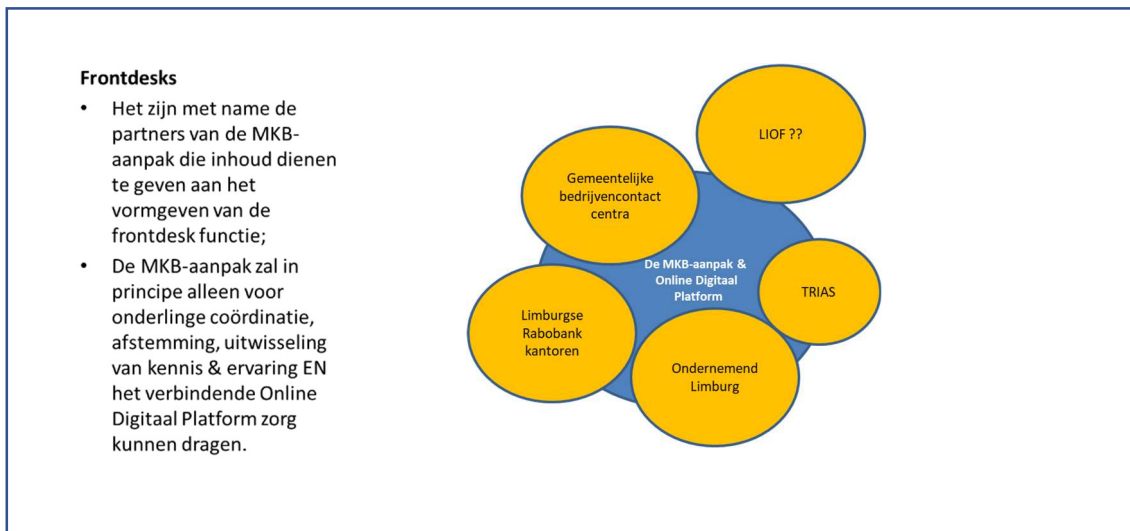 Frontdesks
• Het zijn met name de
partners van de MKB-
aanpak die inhoud dienen
te geven aan het
vormgeven van de
frontdesk functie;
• De MKB-aanpak zal in
principe alleen voor
onderlinge coördinatie,
afstemming, uitwisseling
van kennis & ervaring EN
het verbindende Online
Digitaal Platform zorg
kunnen dragen.
LIOF ??
Gemeentelijke
bedrijvencontact
centra
De MKB-aanpak &
Online Digitaal
Platform
TRIAS
Limburgse
Rabobank
kantoren
Ondernemend
Limburg